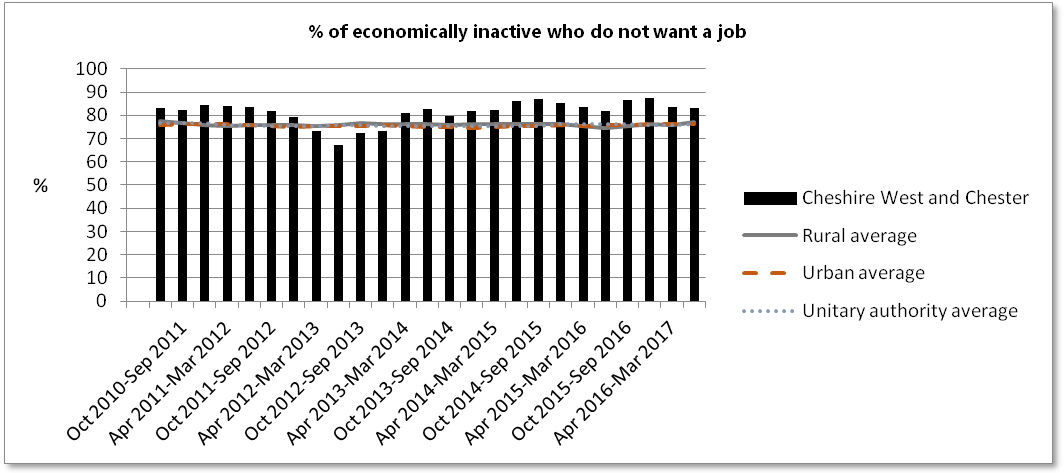 % of economically inactive who do not want a job
100
90
80
70
60
50
40
30
20
10
0
%
Oct 2010-Sep 2011
Apr 2011-Mar 2012
Oct 2011-Sep 2012
Apr 2012-Mar 2013
Oct 2012-Sep 2013
Apr 2013-Mar 2014
Oct 2013-Sep 2014
Apr 2014-Mar 2015
Oct 2014-Sep 2015
Apr 2015-Mar 2016
Oct 2015-Sep 2016
Apr 2016-Mar 2017
Cheshire West and Chester
Rural average
Urban average
Unitary authority average